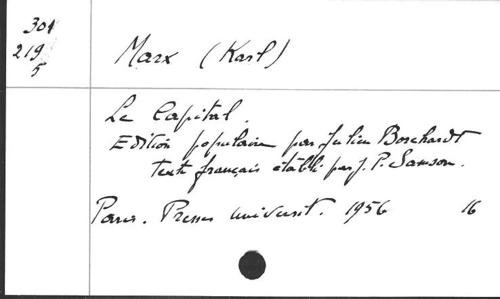 301
219
5
Marx (Karl)
Le Capital.
Edition populaire par Julien Borchardt
texte français établi par J. P. Samson.
Paris. Presses universit. 1956 16